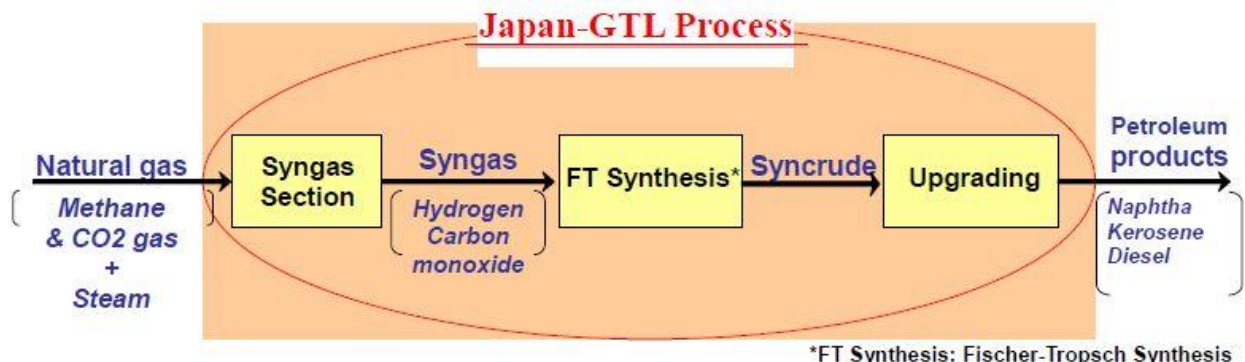 Japan-GTL Process
Natural gas
Methane
& CO2 gas
+
Steam
Syngas
Section
Syngas
Hydrogen
Carbon
monoxide
FT Synthesis*
Syncrude
Upgrading
Petroleum
products
Naphtha
Kerosene
Diesel
*FT Synthesis: Fischer-Tropsch Synthesis